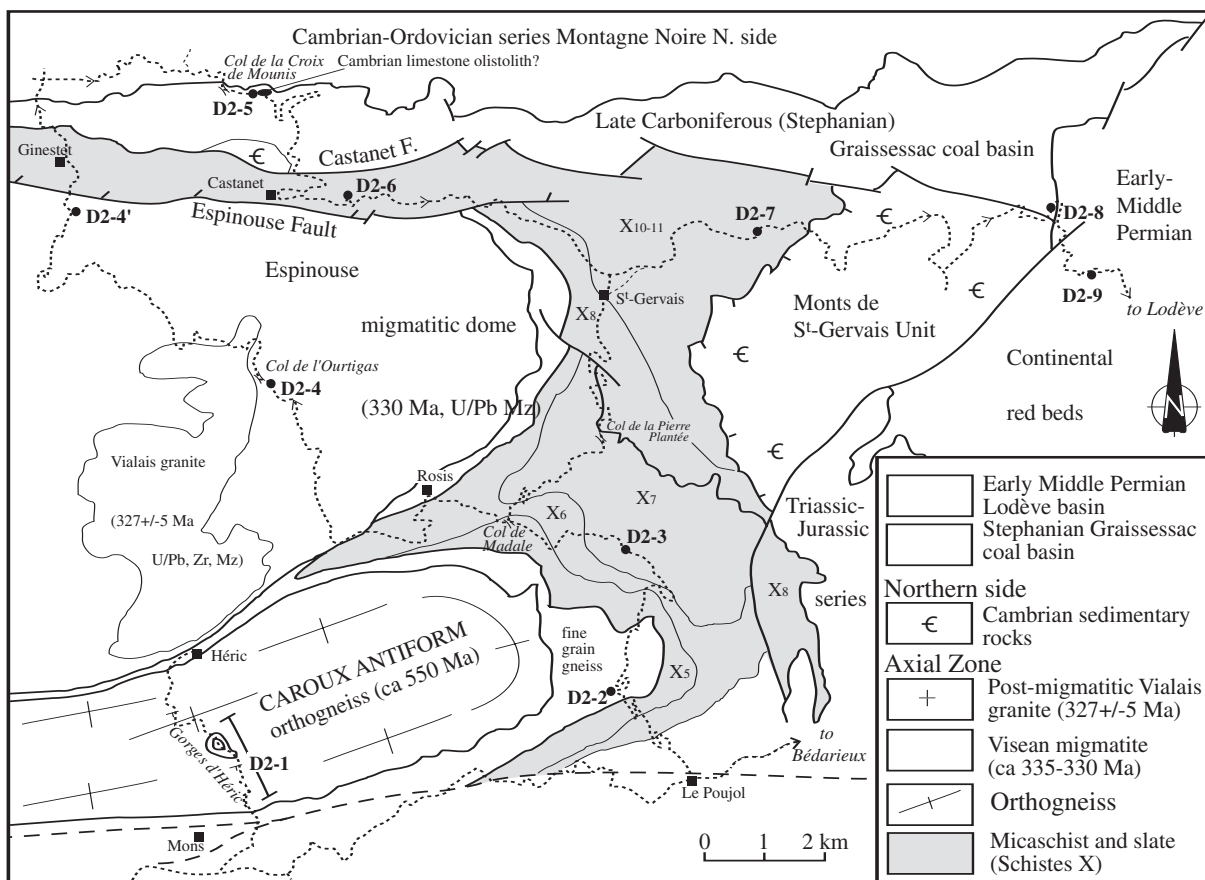 Cambrian-Ordovician series Montagne Noire N. side
Col de la Croix
de Mounis
Cambrian limestone olistolith?
D2-5
Late Carboniferous (Stephanian)
Graissessac coal basin
Ginestet
Є
Castanet F.
Castanet
D2-6
D2-4'
Espinouse Fault
X10-11
D2-7
Є
D2-8
Early-
Middle
Permian
D2-9
to Lodève
Espinouse
migmatitic dome
(330 Ma, U/Pb Mz)
St-Gervais
X8
Є
Monts de
St-Gervais Unit
Є
Continental
red beds
N
Col de l'Ourtigas
D2-4
Col de la Pierre
Plantée
Є
Vialais granite
(327+/-5 Ma
U/Pb, Zr, Mz)
Rosis
X7
X6
Col de
Madale
D2-3
Triassic-
Jurassic
series
X8
Héric
CAROUX ANTIFORM
orthogneiss (ca 550 Ma)
fine
grain
gneiss
X5
D2-2
Gorges d'Héric
D2-1
to
Bédarieux
Le Poujol
Mons
0 1 2 km
Early Middle Permian
Lodève basin
Stephanian Graissessac
coal basin
Northern side
Є
Cambrian sedimentary
rocks
Axial Zone
Post-migmatitic Vialais
granite (327+/-5 Ma)
Visean migmatite
(ca 335-330 Ma)
Orthogneiss
Micaschist and slate
(Schistes X)